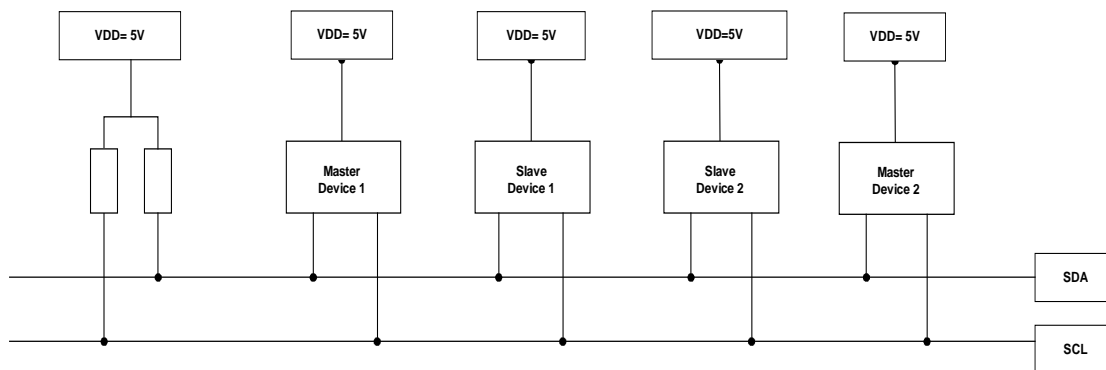 VDD= 5V
VDD= 5V
VDD= 5V
VDD=5V
VDD= 5V
Master
Device 1
Slave
Device 1
Slave
Device 2
Master
Device 2
SDA
SCL